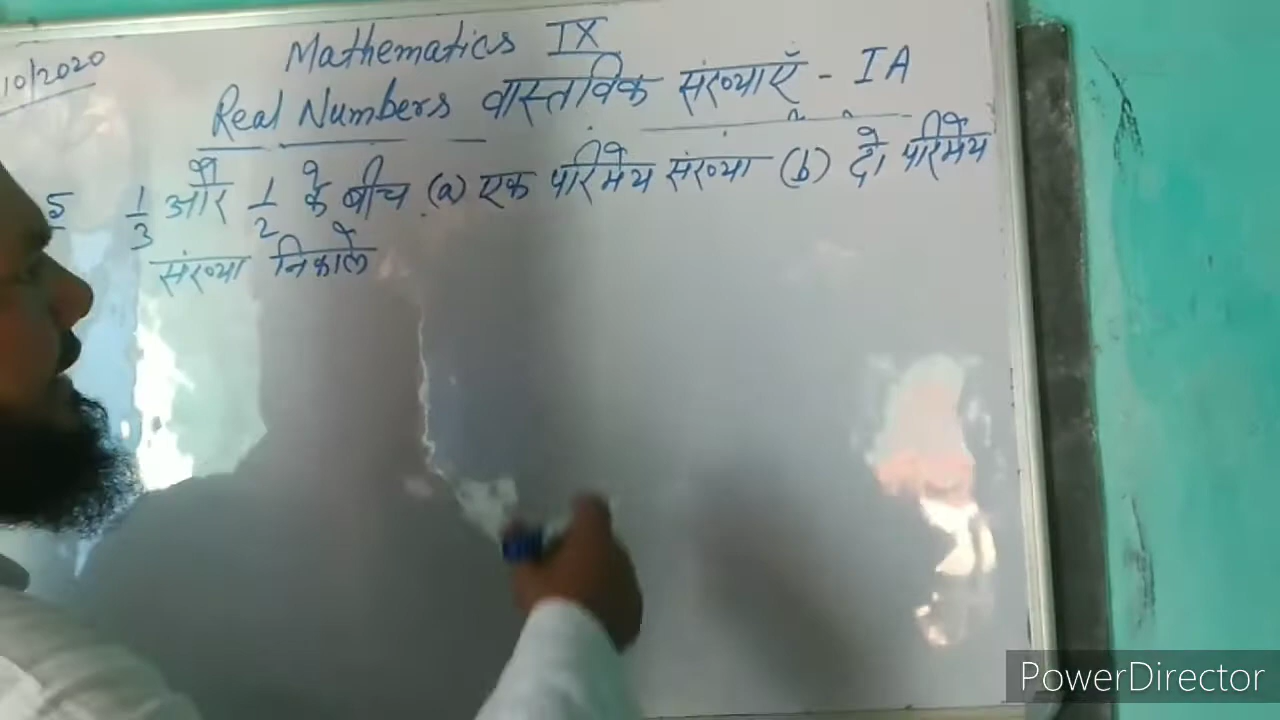 10/2020
Mathematics IX
Real Numbers वास्तविक संख्याएँ - IA
5 1/3 और 1/2 के बीच (a) एक परिमेय संख्या (b) दो परिमेय
संख्या निकाले
PowerDirector